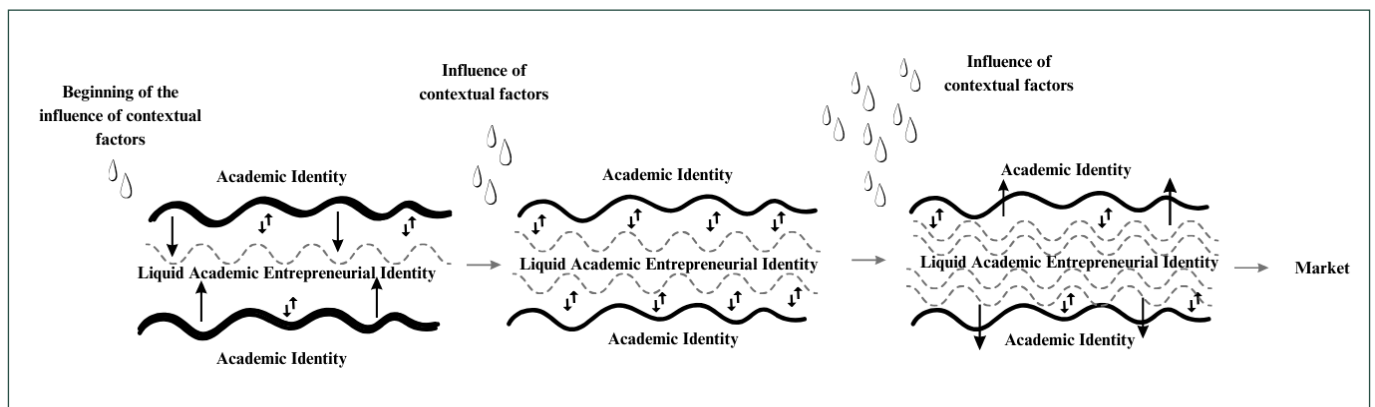 Beginning of the
influence of contextual
factors
Academic Identity
Liquid Academic Entrepreneurial Identity
Academic Identity
Influence of
contextual factors
Academic Identity
Liquid Academic Entrepreneurial Identity
Academic Identity
Influence of
contextual factors
Academic Identity
Liquid Academic Entrepreneurial Identity
Academic Identity
Market